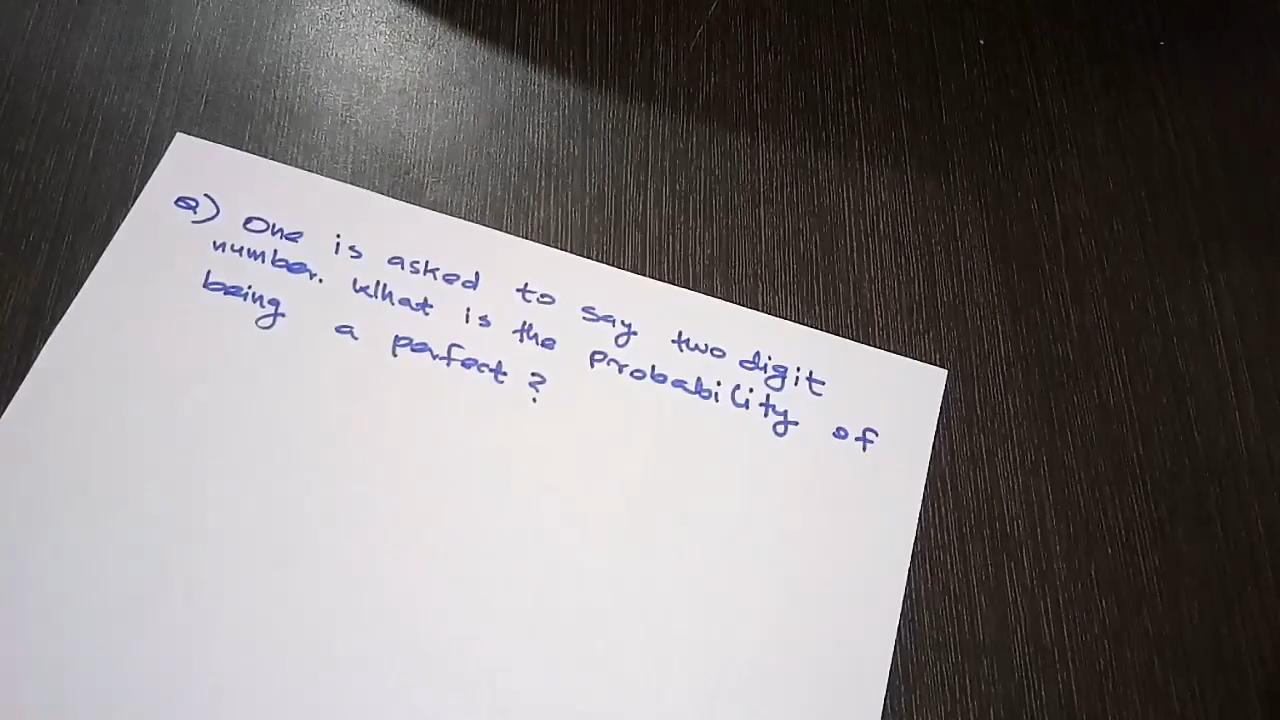 Q) One is asked to say two digit
number. What is the probability of
being a perfect ?